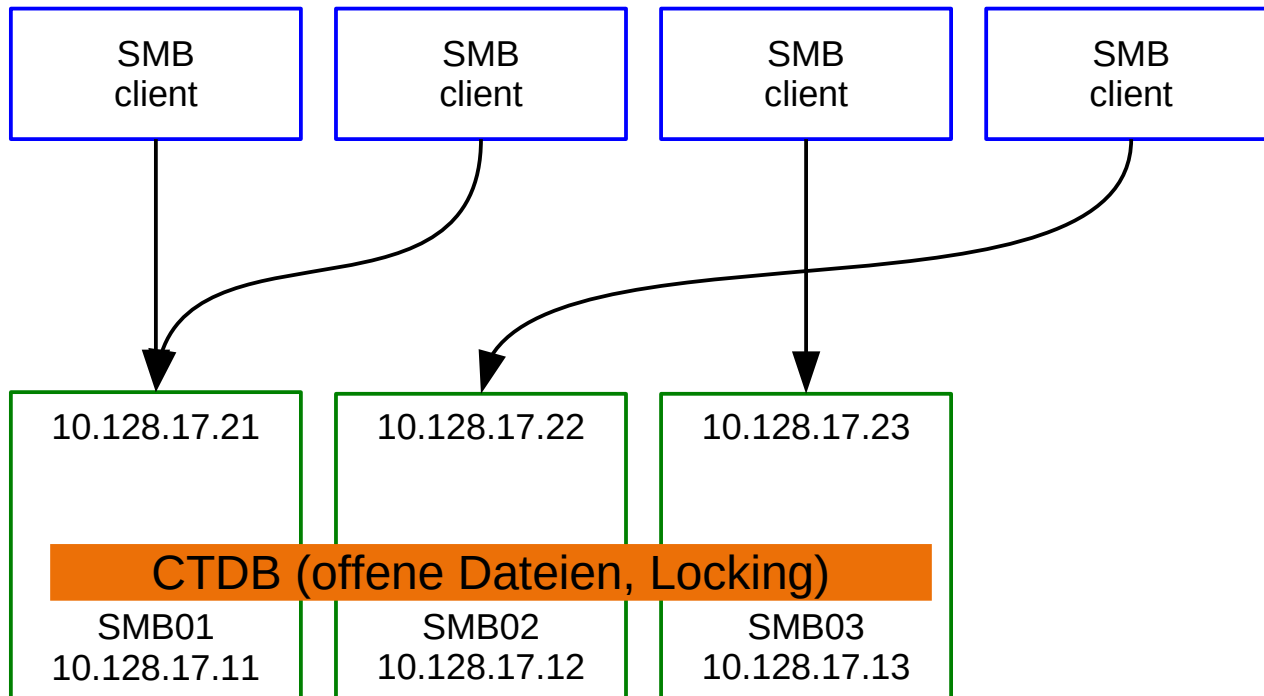 SMB
client
SMB
client
SMB
client
SMB
client
10.128.17.21
10.128.17.22
10.128.17.23
CTDB (offene Dateien, Locking)
SMB01
10.128.17.11
SMB02
10.128.17.12
SMB03
10.128.17.13